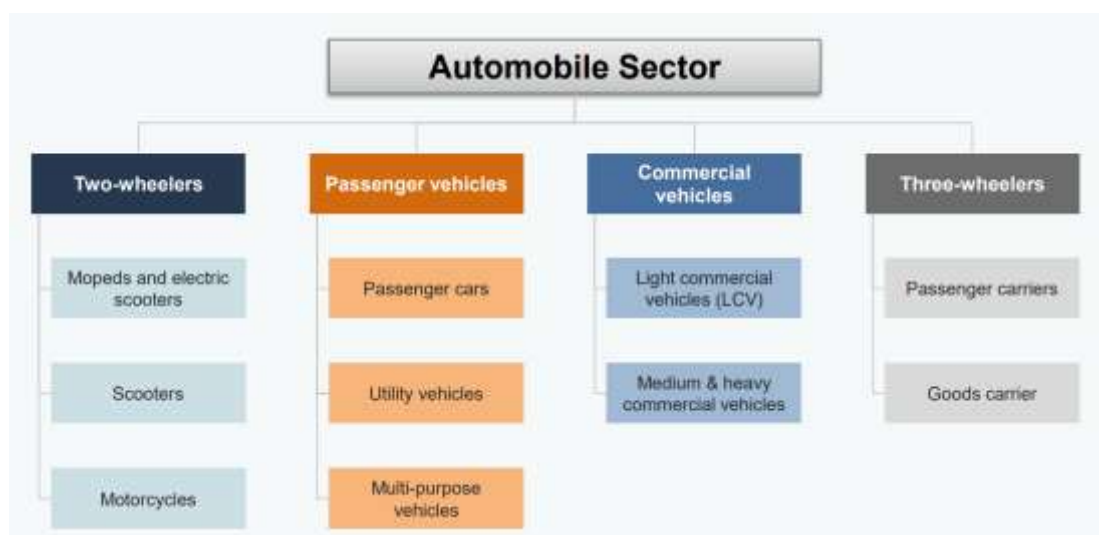 Automobile Sector
Two-wheelers
Mopeds and electric
scooters
Scooters
Motorcycles
Passenger vehicles
Passenger cars
Utility vehicles
Multi-purpose
vehicles
Commercial
vehicles
Light commercial
vehicles (LCV)
Medium & heavy
commercial vehicles
Three-wheelers
Passenger carriers
Goods carrier